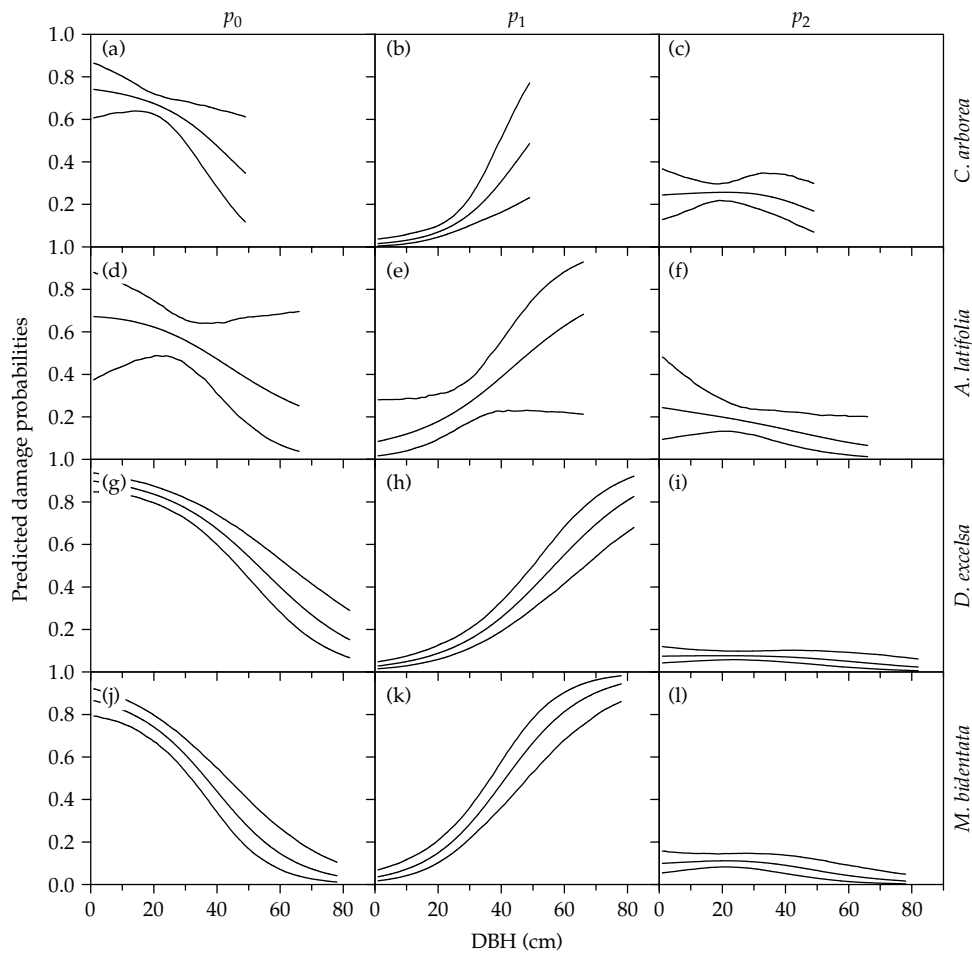 p0 p1 p2
1.0 (a) (b) (c)
0.8
0.6
0.4
0.2
C. arborea
1.0 (d) (e) (f)
0.8
0.6
0.4
0.2
A. latifolia
Predicted damage probabilities
1.0 (g) (h) (i)
0.8
0.6
0.4
0.2
D. excelsa
1.0 (j) (k) (l)
0.8
0.6
0.4
0.2
0.0
M. bidentata
0 20 40 60 80 0 20 40 60 80 0 20 40 60 80
DBH (cm)